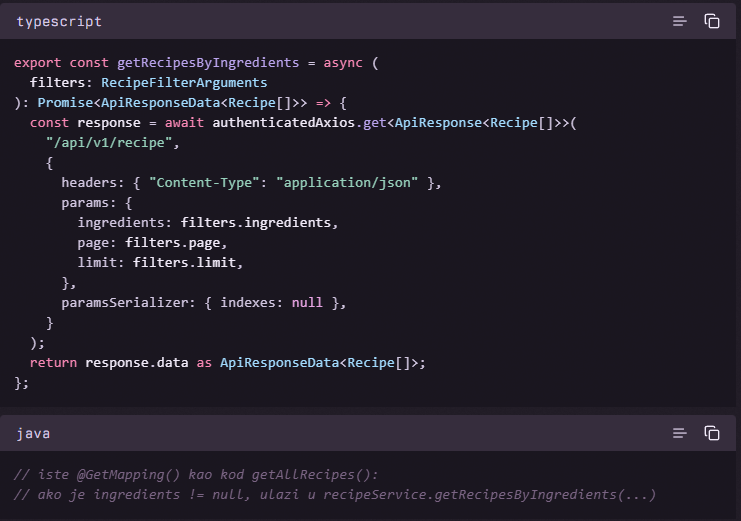 typescript
export const getRecipesByIngredients = async (
  filters: RecipeFilterArguments
): Promise<ApiResponseData<Recipe[]>> => {
  const response = await authenticatedAxios.get<ApiResponse<Recipe[]>>(
    "/api/v1/recipe",
    {
      headers: { "Content-Type": "application/json" },
      params: {
        ingredients: filters.ingredients,
        page: filters.page,
        limit: filters.limit,
      },
      paramsSerializer: { indexes: null },
    }
  );
  return response.data as ApiResponseData<Recipe[]>;
};
java
// iste @GetMapping() kao kod getAllRecipes():
// ako je ingredients != null, ulazi u recipeService.getRecipesByIngredients(...)